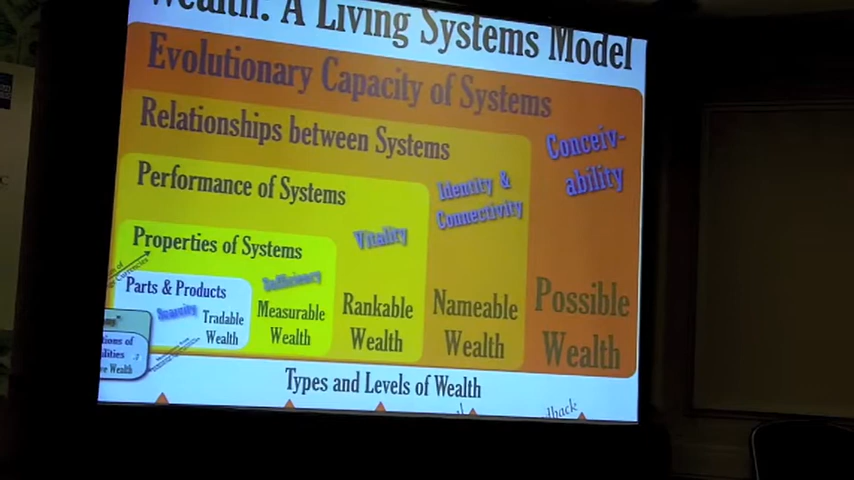 Wealth: A Living Systems Model
Evolutionary Capacity of Systems
Relationships between Systems
Conceiv-
ability
Performance of Systems
Identity &
Connectivity
Vitality
Properties of Systems
Sufficiency
Parts & Products
Scarcity
Tradable
Wealth
Measurable
Wealth
Rankable
Wealth
Nameable
Wealth
Possible
Wealth
Types and Levels of Wealth